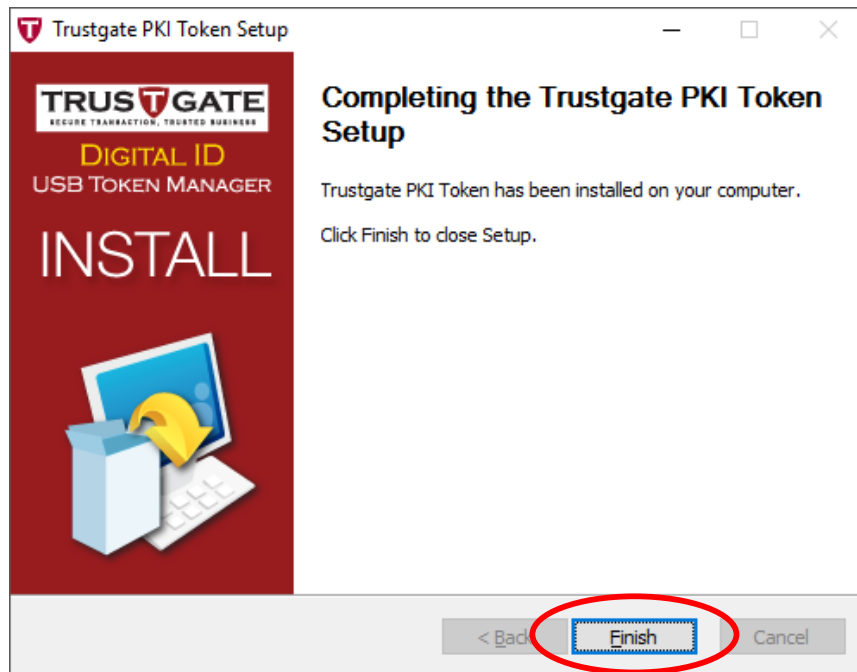 Trustgate PKI Token Setup
TRUSTGATE
SECURE TRANSACTION, TRUSTED BUSINESS
DIGITAL ID
USB TOKEN MANAGER
INSTALL
Completing the Trustgate PKI Token
Setup
Trustgate PKI Token has been installed on your computer.
Click Finish to close Setup.
< Back
Finish
Cancel